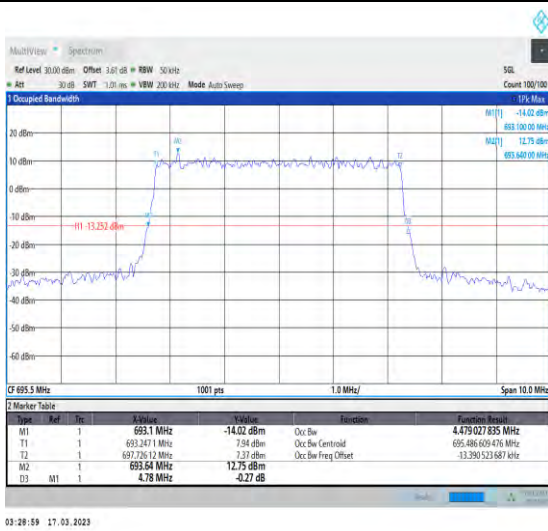 MultiView Spectrum
Ref Level 30.00 dBm Offset 3.61 dB RBW 50 kHz SGL
Att 30 dB SWT 1.01 ms VBW 200 kHz Mode Auto Sweep Count 100/100
1 Occupied Bandwidth 1Pk Max
M1[1] -14.02 dBm
693.100 00 MHz
M2[1] 12.75 dBm
693.640 00 MHz
20 dBm
M2
T1 T2
10 dBm
0 dBm
-10 dBm
H1 -13.252 dBm
-20 dBm
-30 dBm
-40 dBm
-50 dBm
-60 dBm
CF 695.5 MHz 1001 pts 1.0 MHz/ Span 10.0 MHz
2 Marker Table
Type Ref Trc X-Value Y-Value Function Function Result
M1 1 693.1 MHz -14.02 dBm Occ Bw 4.479 027 835 MHz
T1 1 693.247 1 MHz 7.94 dBm Occ Bw Centroid 695.486 609 476 MHz
T2 1 697.726 12 MHz 7.37 dBm Occ Bw Freq Offset -13.390 523 687 kHz
M2 1 693.64 MHz 12.75 dBm
D3 M1 1 4.78 MHz -0.27 dB
03:28:59 17.03.2023